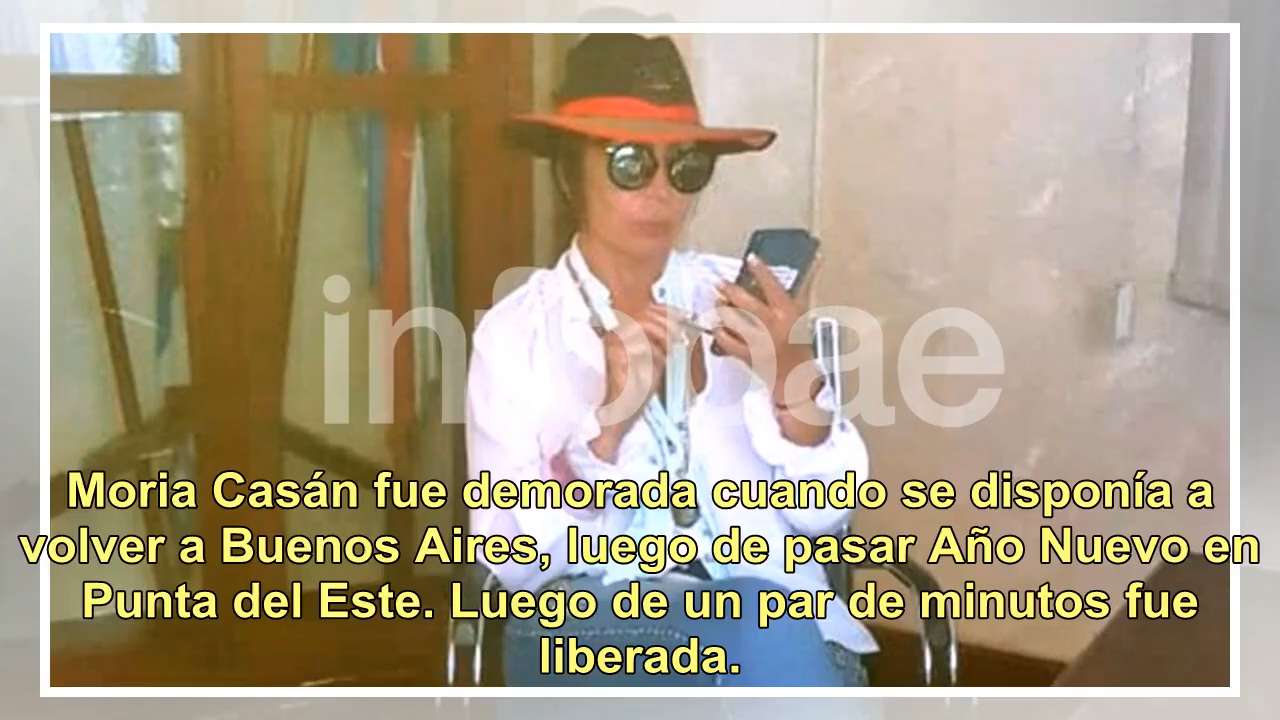 infobae
Moria Casán fue demorada cuando se disponía a
volver a Buenos Aires, luego de pasar Año Nuevo en
Punta del Este. Luego de un par de minutos fue
liberada.